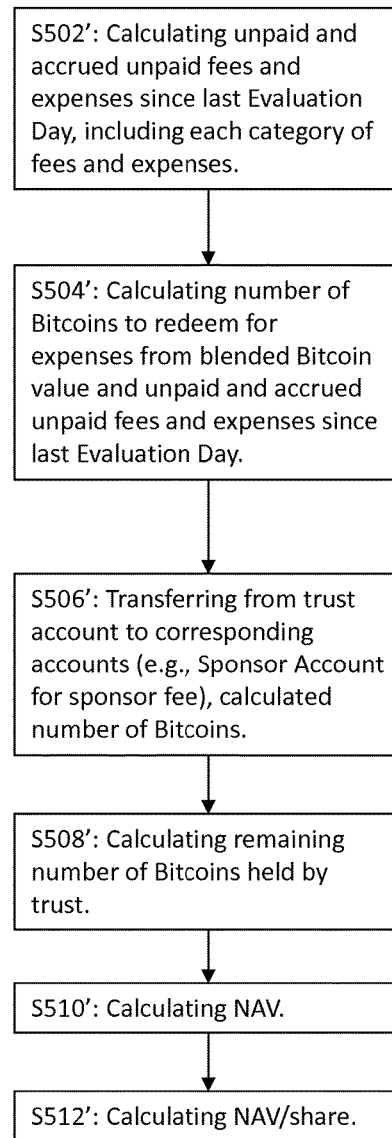 S502’: Calculating unpaid and
accrued unpaid fees and
expenses since last Evaluation
Day, including each category of
fees and expenses.
S504’: Calculating number of
Bitcoins to redeem for
expenses from blended Bitcoin
value and unpaid and accrued
unpaid fees and expenses since
last Evaluation Day.
S506’: Transferring from trust
account to corresponding
accounts (e.g., Sponsor Account
for sponsor fee), calculated
number of Bitcoins.
S508’: Calculating remaining
number of Bitcoins held by
trust.
S510’: Calculating NAV.
S512’: Calculating NAV/share.